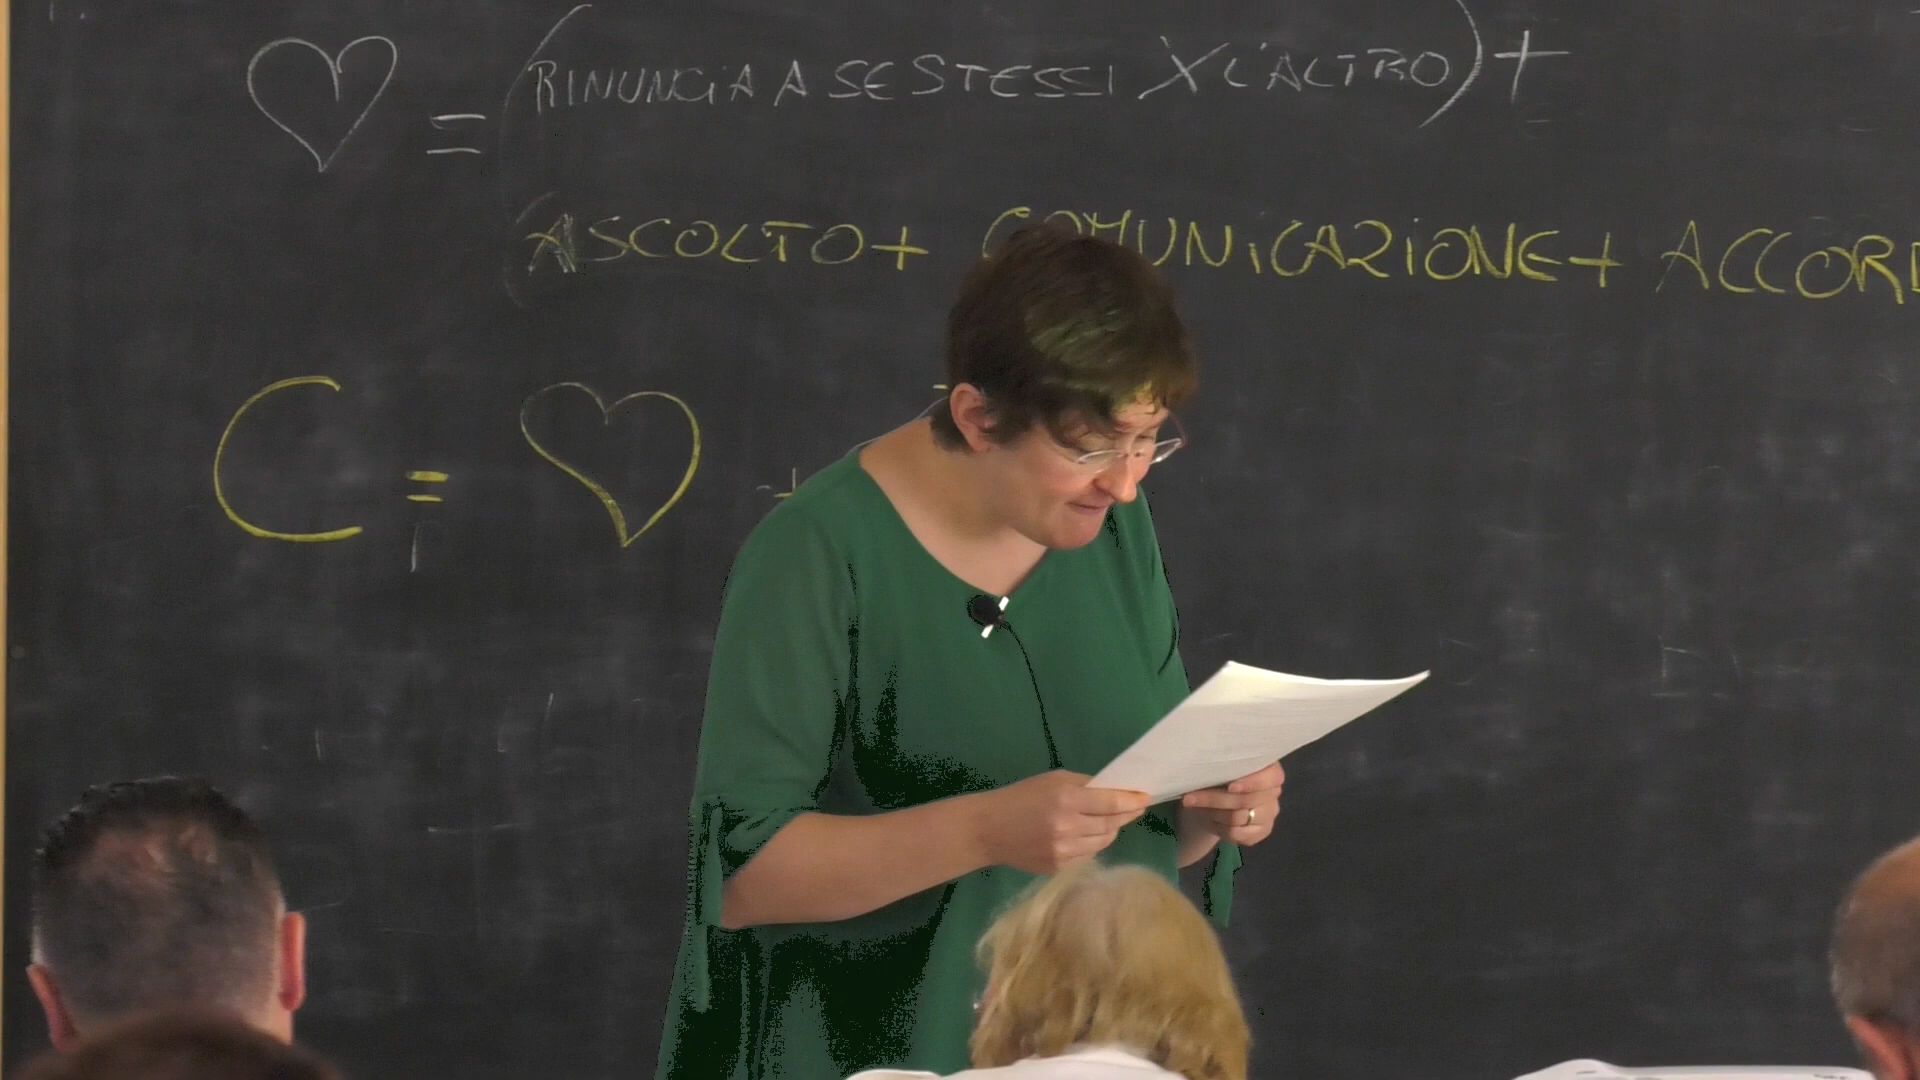 ♡ = (RINUNCIA A SE STESSI X L'ALTRO) +
ASCOLTO + COMUNICAZIONE + ACCORD
C = ♡ +